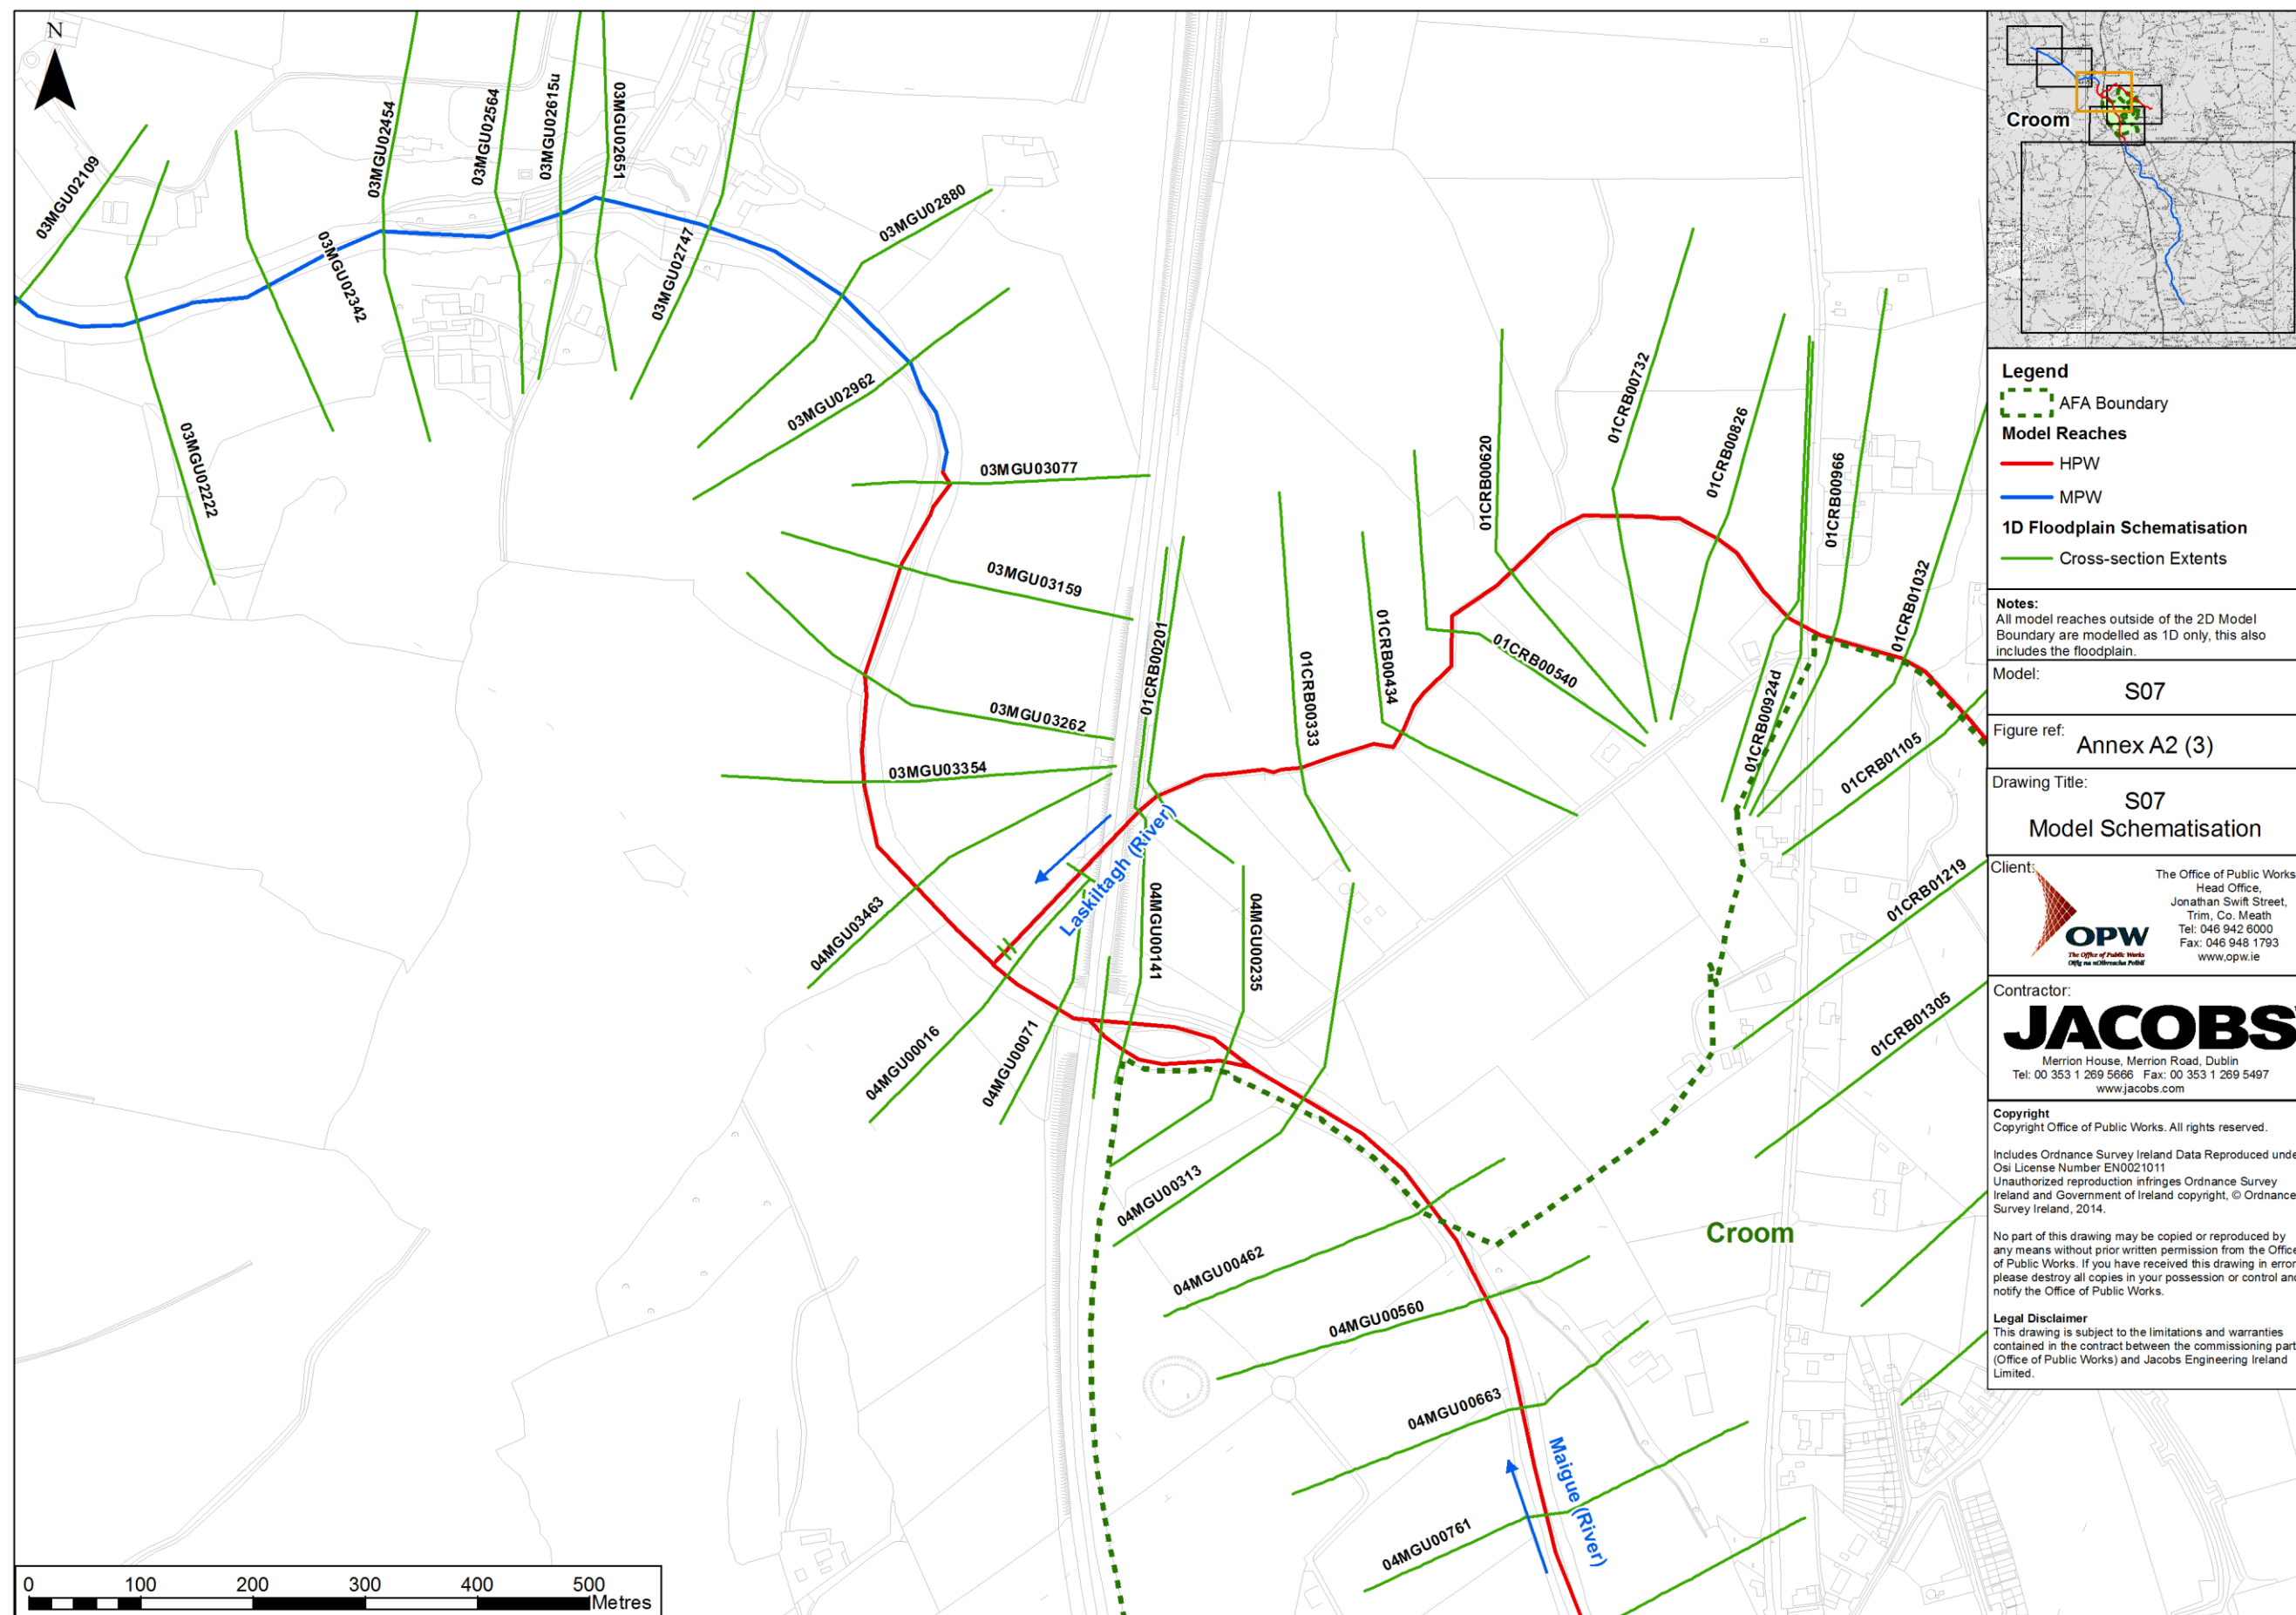 N
03MGU02109
03MGU02222
03MGU02342
03MGU02454
03MGU02564
03MGU02615u
03MGU02651
03MGU02747
03MGU02880
03MGU02962
03MGU03077
03MGU03159
03MGU03262
03MGU03354
04MGU03463
04MGU00016
04MGU00071
04MGU00141
04MGU00235
04MGU00313
04MGU00462
04MGU00560
04MGU00663
04MGU00761
01CRB00201
01CRB00333
01CRB00434
01CRB00540
01CRB00620
01CRB00732
01CRB00826
01CRB00924d
01CRB00966
01CRB01032
01CRB01105
01CRB01219
01CRB01305
Laskiltagh (River)
Maigue (River)
Croom
0 100 200 300 400 500
Metres
Croom
Legend
AFA Boundary
Model Reaches
HPW
MPW
1D Floodplain Schematisation
Cross-section Extents
Notes:
All model reaches outside of the 2D Model
Boundary are modelled as 1D only, this also
includes the floodplain.
Model:
S07
Figure ref:
Annex A2 (3)
Drawing Title:
S07
Model Schematisation
Client:
OPW
The Office of Public Works
Oifig na nOibreacha Poiblí
The Office of Public Works
Head Office,
Jonathan Swift Street,
Trim, Co. Meath
Tel: 046 942 6000
Fax: 046 948 1793
www.opw.ie
Contractor:
JACOBS
Merrion House, Merrion Road, Dublin
Tel: 00 353 1 269 5666 Fax: 00 353 1 269 5497
www.jacobs.com
Copyright
Copyright Office of Public Works. All rights reserved.
Includes Ordnance Survey Ireland Data Reproduced unde
Osi License Number EN0021011
Unauthorized reproduction infringes Ordnance Survey
Ireland and Government of Ireland copyright, © Ordnance
Survey Ireland, 2014.
No part of this drawing may be copied or reproduced by
any means without prior written permission from the Office
of Public Works. If you have received this drawing in error
please destroy all copies in your possession or control and
notify the Office of Public Works.
Legal Disclaimer
This drawing is subject to the limitations and warranties
contained in the contract between the commissioning part
(Office of Public Works) and Jacobs Engineering Ireland
Limited.